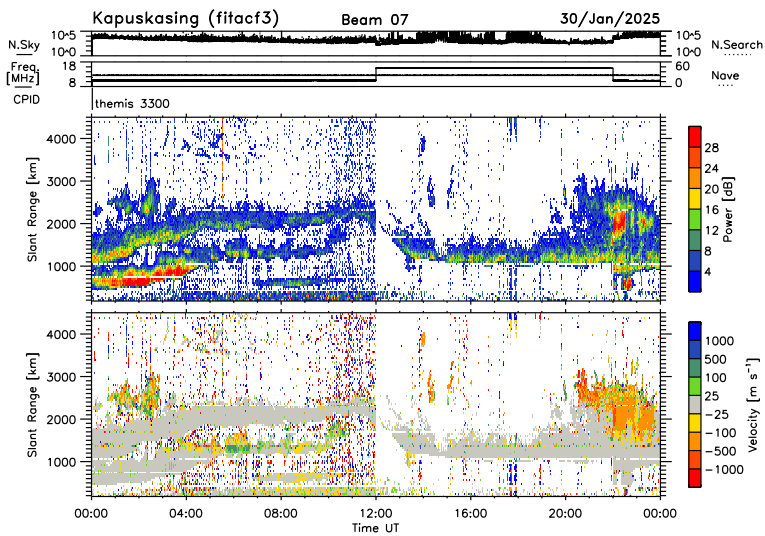 Kapuskasing (fitacf3) Beam 07 30/Jan/2025
N.Sky 10^5 10^0 10^5 10^0 N.Search
Freq. [MHz] 18 8 60 0 Nave
CPID themis 3300
Slant Range [km]
4000
3000
2000
1000
28
24
20
16
12
8
4
Power [dB]
Slant Range [km]
4000
3000
2000
1000
1000
500
100
25
-25
-100
-500
-1000
Velocity [m s⁻¹]
00:00 04:00 08:00 12:00 16:00 20:00 00:00
Time UT